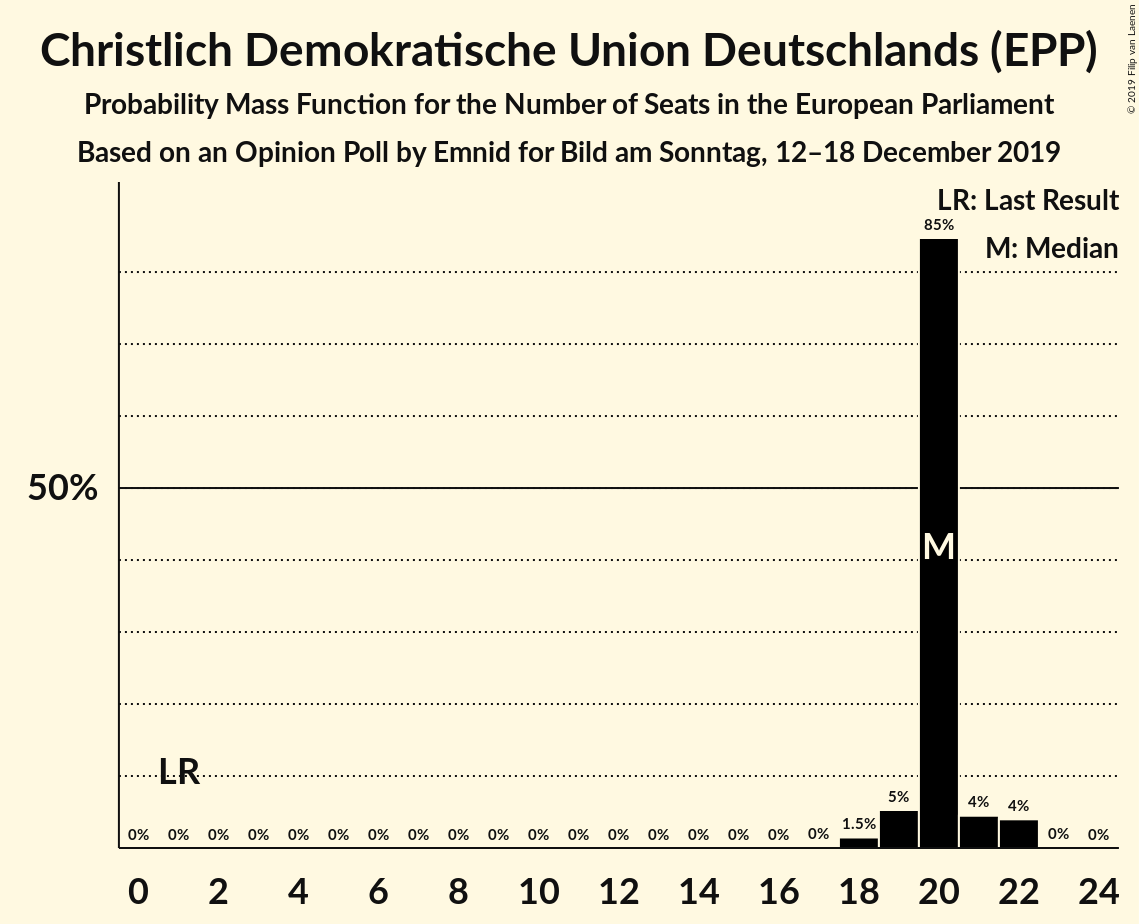 Christlich Demokratische Union Deutschlands (EPP)
Probability Mass Function for the Number of Seats in the European Parliament
Based on an Opinion Poll by Emnid for Bild am Sonntag, 12–18 December 2019
© 2019 Filip van Laenen
LR: Last Result
M: Median
85%
50%
M
LR
0% 0% 0% 0% 0% 0% 0% 0% 0% 0% 0% 0% 0% 0% 0% 0% 0% 0% 1.5% 5% 4% 4% 0% 0%
0 2 4 6 8 10 12 14 16 18 20 22 24